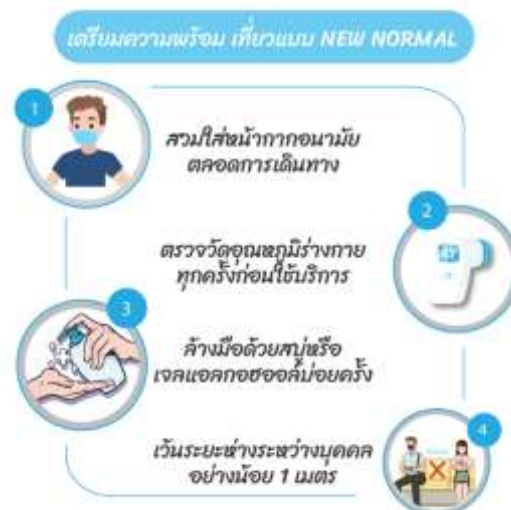 เตรียมความพร้อม เที่ยวแบบ NEW NORMAL
1
สวมใส่หน้ากากอนามัย
ตลอดการเดินทาง
2
ตรวจวัดอุณหภูมิร่างกาย
ทุกครั้งก่อนใช้บริการ
3
ล้างมือด้วยสบู่หรือ
เจลแอลกอฮอล์บ่อยครั้ง
4
เว้นระยะห่างระหว่างบุคคล
อย่างน้อย 1 เมตร